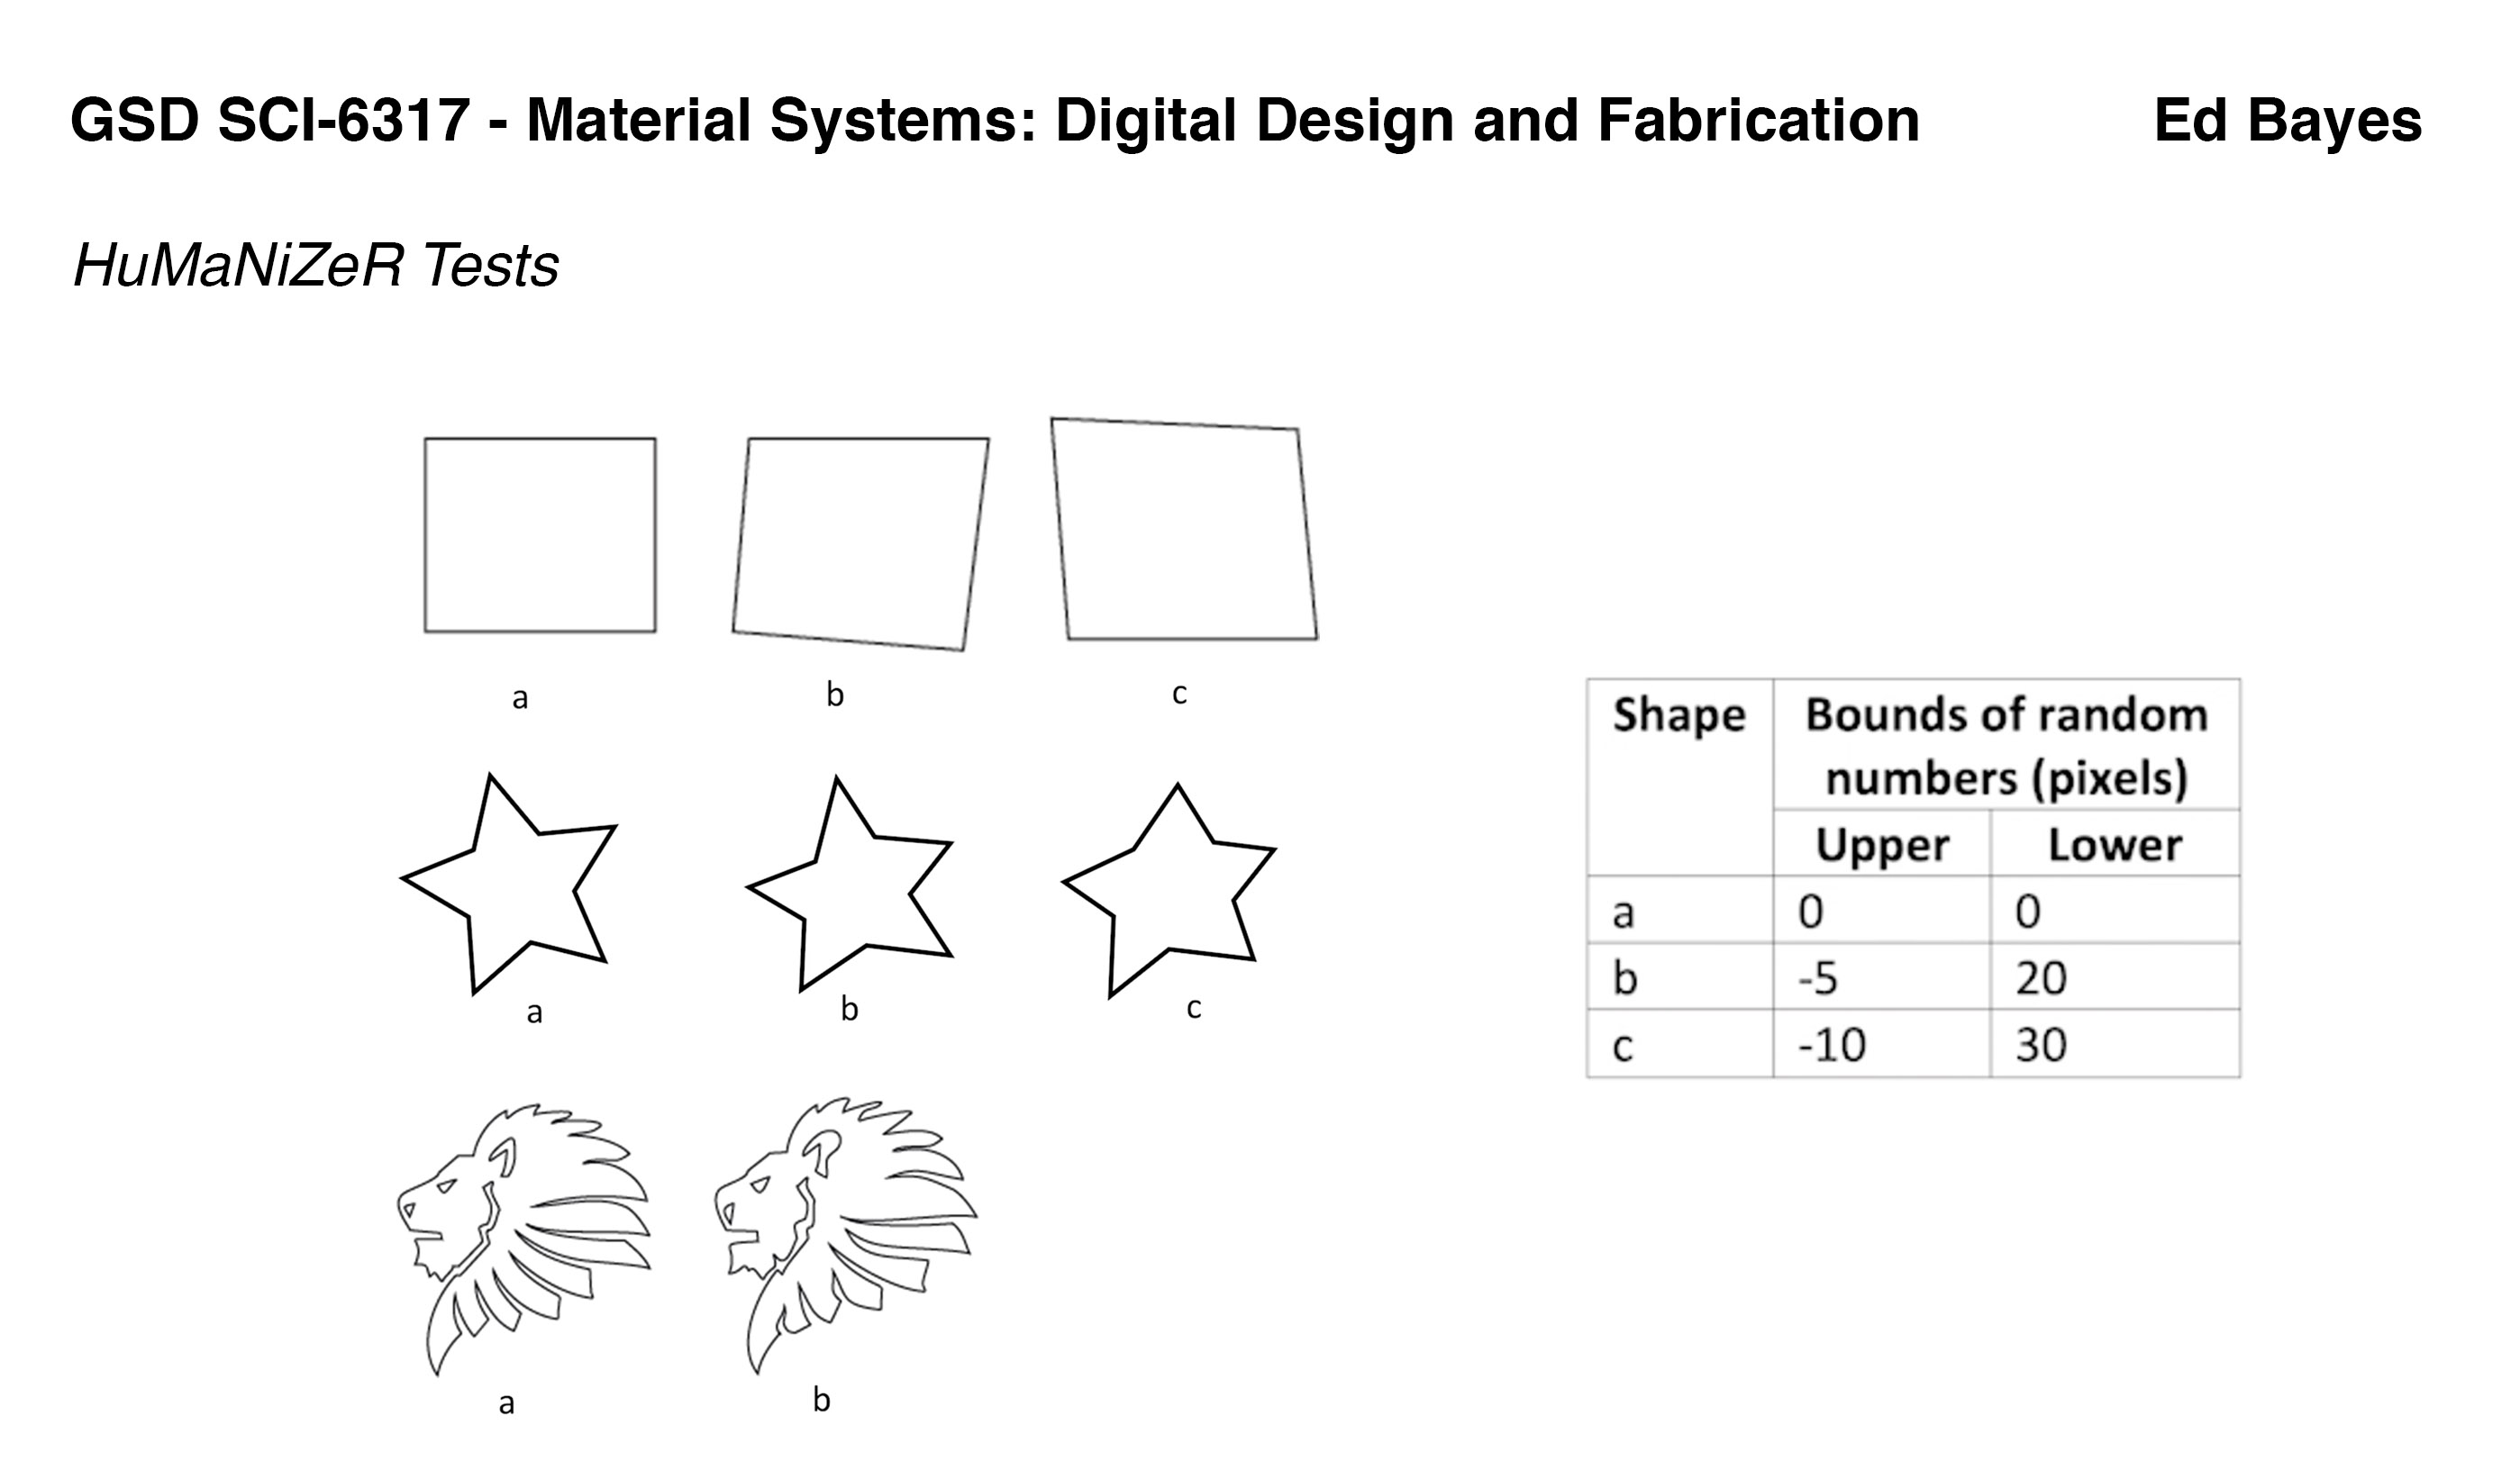 GSD SCI-6317 - Material Systems: Digital Design and Fabrication Ed Bayes
HuMaNiZeR Tests
a b c
a b c
a b
Shape Bounds of random
numbers (pixels)
Upper Lower
a 0 0
b -5 20
c -10 30